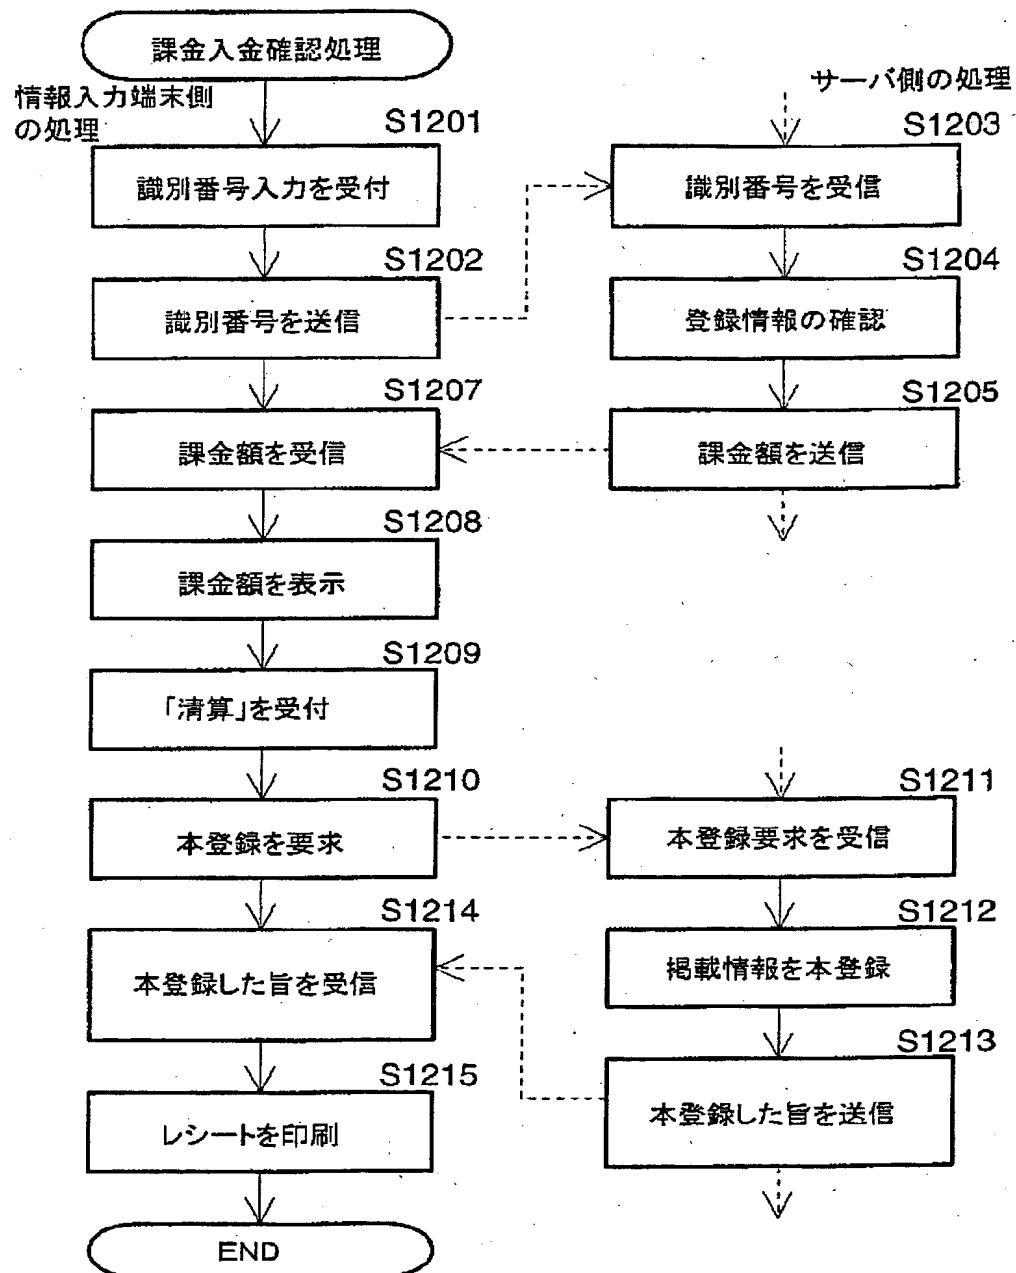 課金入金確認処理
情報入力端末側
の処理
サーバ側の処理
S1201
識別番号入力を受付
S1203
識別番号を受信
S1202
識別番号を送信
S1204
登録情報の確認
S1207
課金額を受信
S1205
課金額を送信
S1208
課金額を表示
S1209
「清算」を受付
S1210
本登録を要求
S1211
本登録要求を受信
S1214
本登録した旨を受信
S1212
掲載情報を本登録
S1213
本登録した旨を送信
S1215
レシートを印刷
END